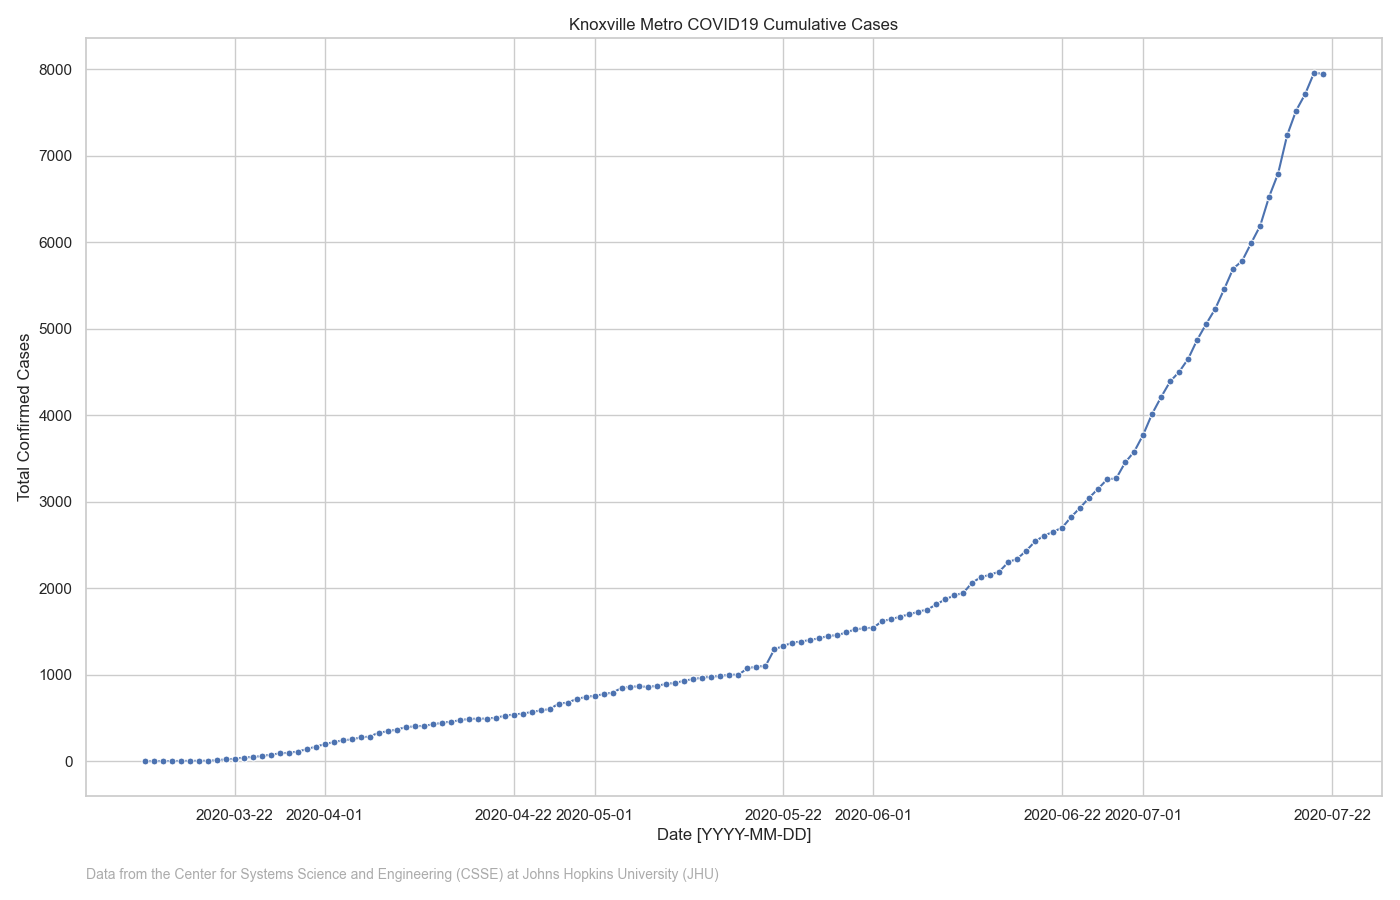 Knoxville Metro COVID19 Cumulative Cases
8000
7000
6000
5000
4000
3000
2000
1000
0
Total Confirmed Cases
2020-03-22 2020-04-01 2020-04-22 2020-05-01 2020-05-22 2020-06-01 2020-06-22 2020-07-01 2020-07-22
Date [YYYY-MM-DD]
Data from the Center for Systems Science and Engineering (CSSE) at Johns Hopkins University (JHU)